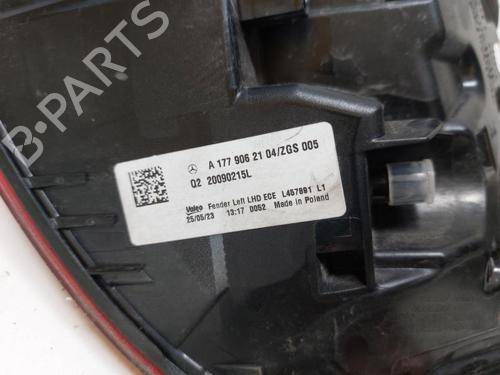 A 177 906 21 04/ZGS 005
Q2 20090215L
Valeo Fender Left LHD ECE L457891 L1
25/05/23 13:17 0052 Made in Poland
B-PARTS